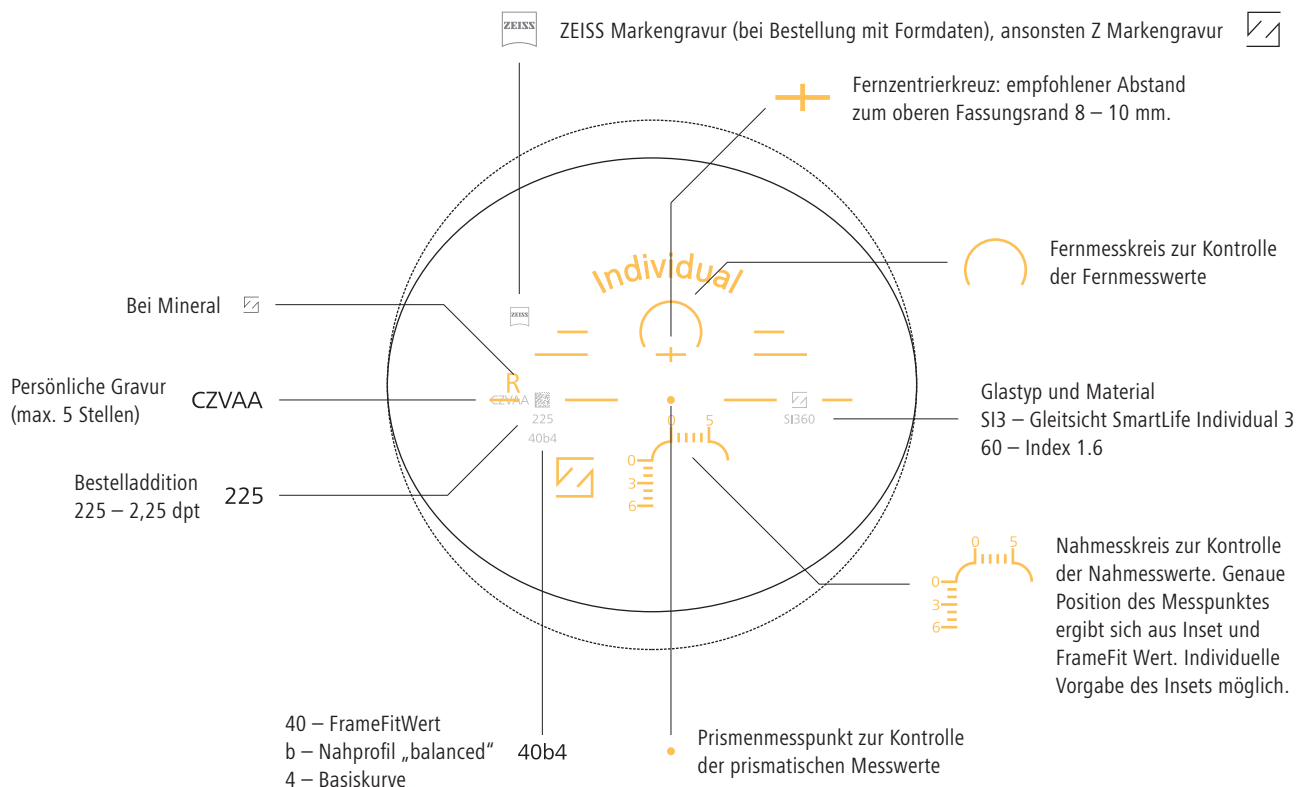 ZEISS
ZEISS Markengravur (bei Bestellung mit Formdaten), ansonsten Z Markengravur
Fernzentrierkreuz: empfohlener Abstand
zum oberen Fassungsrand 8 – 10 mm.
Individual
Fernmesskreis zur Kontrolle
der Fernmesswerte
Bei Mineral
ZEISS
R
Persönliche Gravur
(max. 5 Stellen)
CZVAA
CZVAA
225
40b4
SI360
Glastyp und Material
SI3 – Gleitsicht SmartLife Individual 3
60 – Index 1.6
0 5
0
3
6
Bestelladdition
225 – 2,25 dpt
225
0 5
0
3
6
Nahmesskreis zur Kontrolle
der Nahmesswerte. Genaue
Position des Messpunktes
ergibt sich aus Inset und
FrameFit Wert. Individuelle
Vorgabe des Insets möglich.
40 – FrameFitWert
b – Nahprofil „balanced“
4 – Basiskurve
40b4
Prismenmesspunkt zur Kontrolle
der prismatischen Messwerte